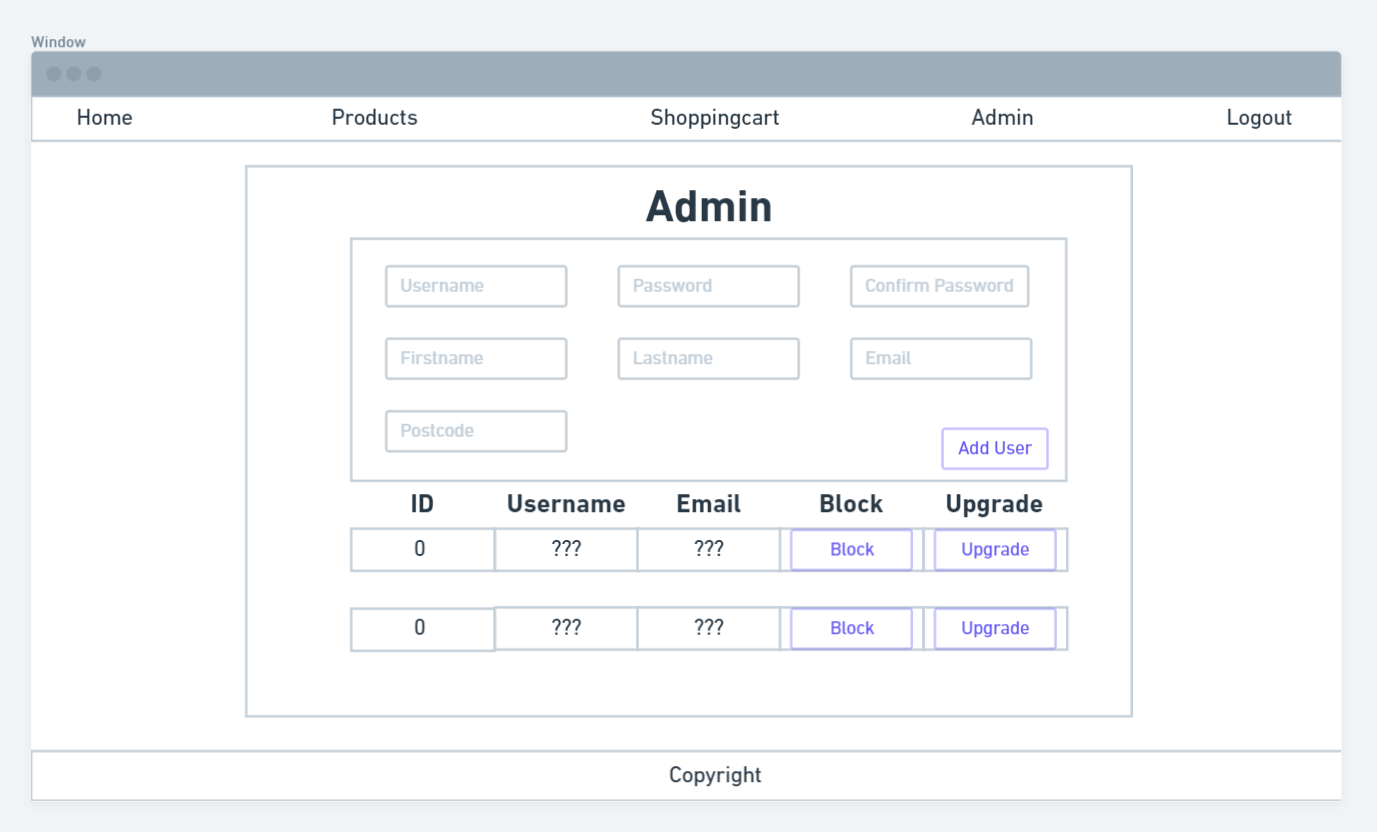 Window
Home Products Shoppingcart Admin Logout
Admin
Username Password Confirm Password
Firstname Lastname Email
Postcode
Add User
ID Username Email Block Upgrade
0 ??? ??? Block Upgrade
0 ??? ??? Block Upgrade
Copyright